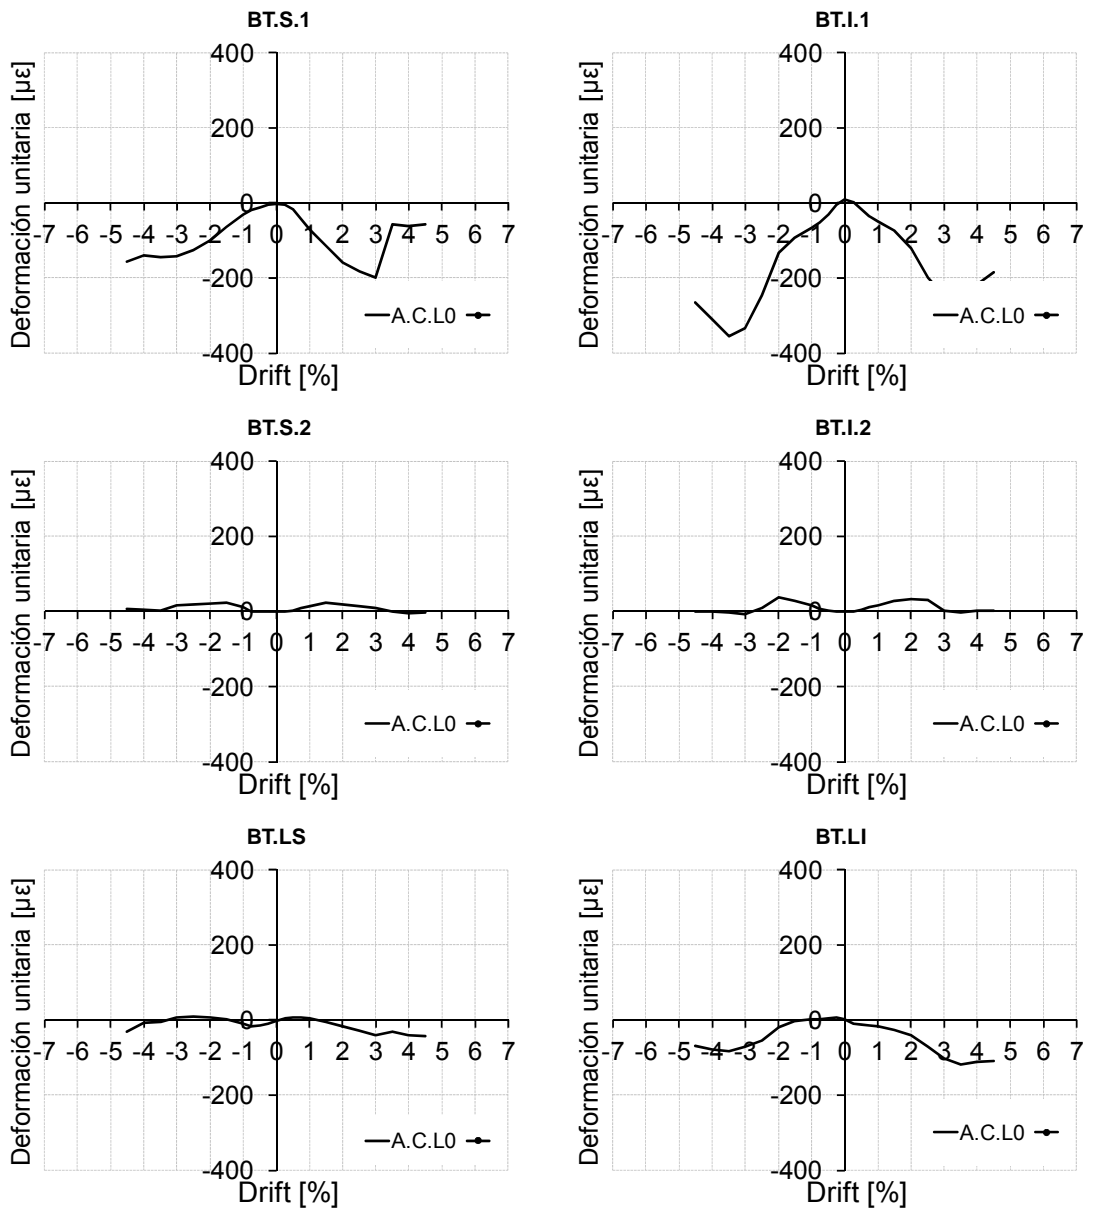 BT.S.1
Deformación unitaria [με]
400
200
0
-200
-400
-7 -6 -5 -4 -3 -2 -1 0 1 2 3 4 5 6 7
A.C.L0
Drift [%]
BT.I.1
Deformación unitaria [με]
400
200
0
-200
-400
-7 -6 -5 -4 -3 -2 -1 0 1 2 3 4 5 6 7
A.C.L0
Drift [%]
BT.S.2
Deformación unitaria [με]
400
200
0
-200
-400
-7 -6 -5 -4 -3 -2 -1 0 1 2 3 4 5 6 7
A.C.L0
Drift [%]
BT.I.2
Deformación unitaria [με]
400
200
0
-200
-400
-7 -6 -5 -4 -3 -2 -1 0 1 2 3 4 5 6 7
A.C.L0
Drift [%]
BT.LS
Deformación unitaria [με]
400
200
0
-200
-400
-7 -6 -5 -4 -3 -2 -1 0 1 2 3 4 5 6 7
A.C.L0
Drift [%]
BT.LI
Deformación unitaria [με]
400
200
0
-200
-400
-7 -6 -5 -4 -3 -2 -1 0 1 2 3 4 5 6 7
A.C.L0
Drift [%]